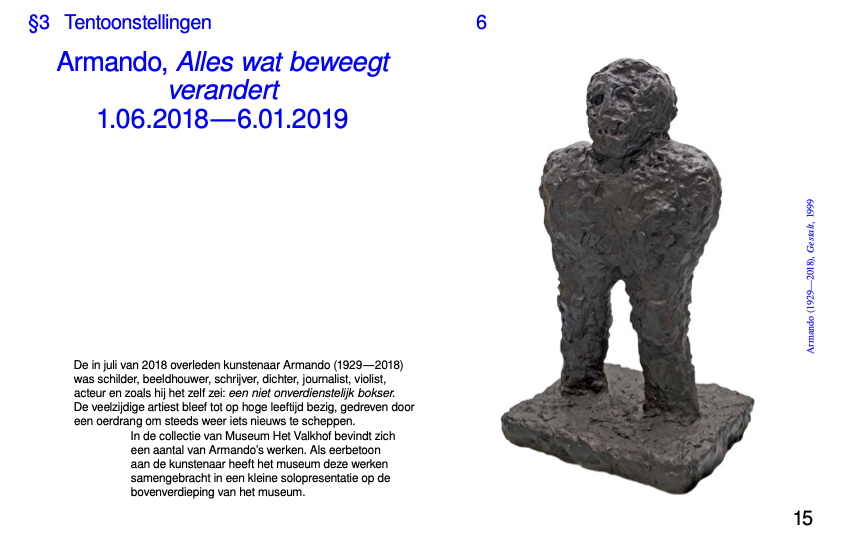 §3 Tentoonstellingen
6
Armando, Alles wat beweegt
verandert
1.06.2018—6.01.2019
De in juli van 2018 overleden kunstenaar Armando (1929—2018)
was schilder, beeldhouwer, schrijver, dichter, journalist, violist,
acteur en zoals hij het zelf zei: een niet onverdienstelijk bokser.
De veelzijdige artiest bleef tot op hoge leeftijd bezig, gedreven door
een oerdrang om steeds weer iets nieuws te scheppen.
In de collectie van Museum Het Valkhof bevindt zich
een aantal van Armando's werken. Als eerbetoon
aan de kunstenaar heeft het museum deze werken
samengebracht in een kleine solopresentatie op de
bovenverdieping van het museum.
Armando (1929—2018), Gestalt, 1999
15